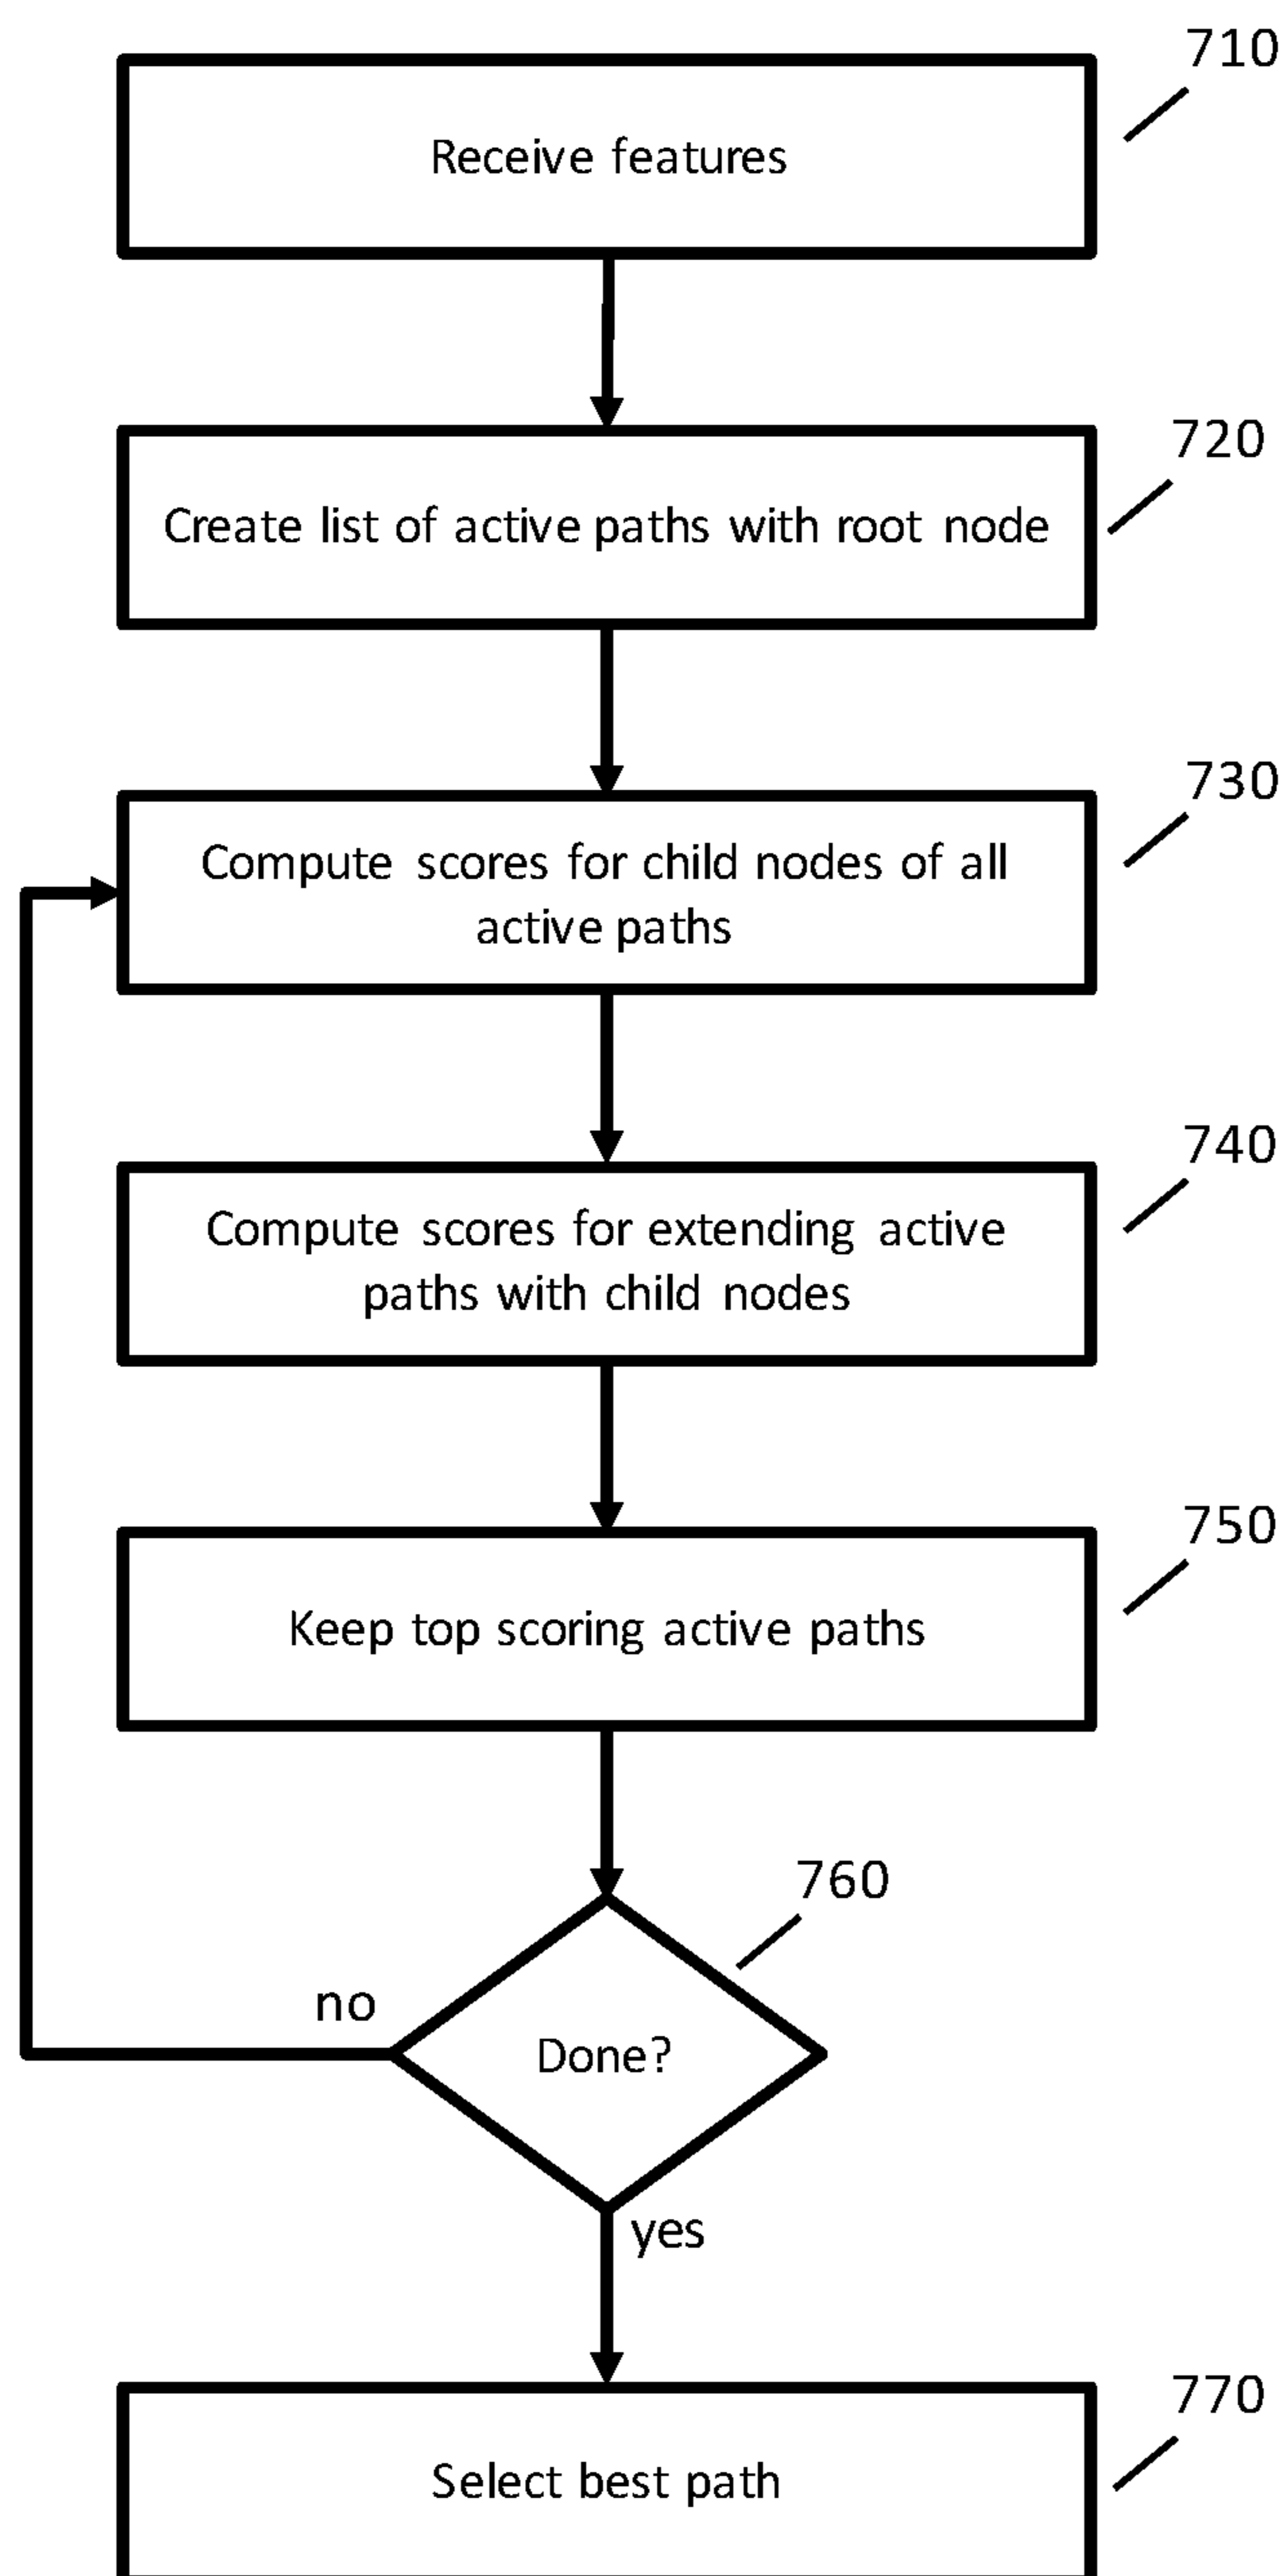 710
Receive features
720
Create list of active paths with root node
730
Compute scores for child nodes of all
active paths
740
Compute scores for extending active
paths with child nodes
750
Keep top scoring active paths
760
no
Done?
yes
770
Select best path